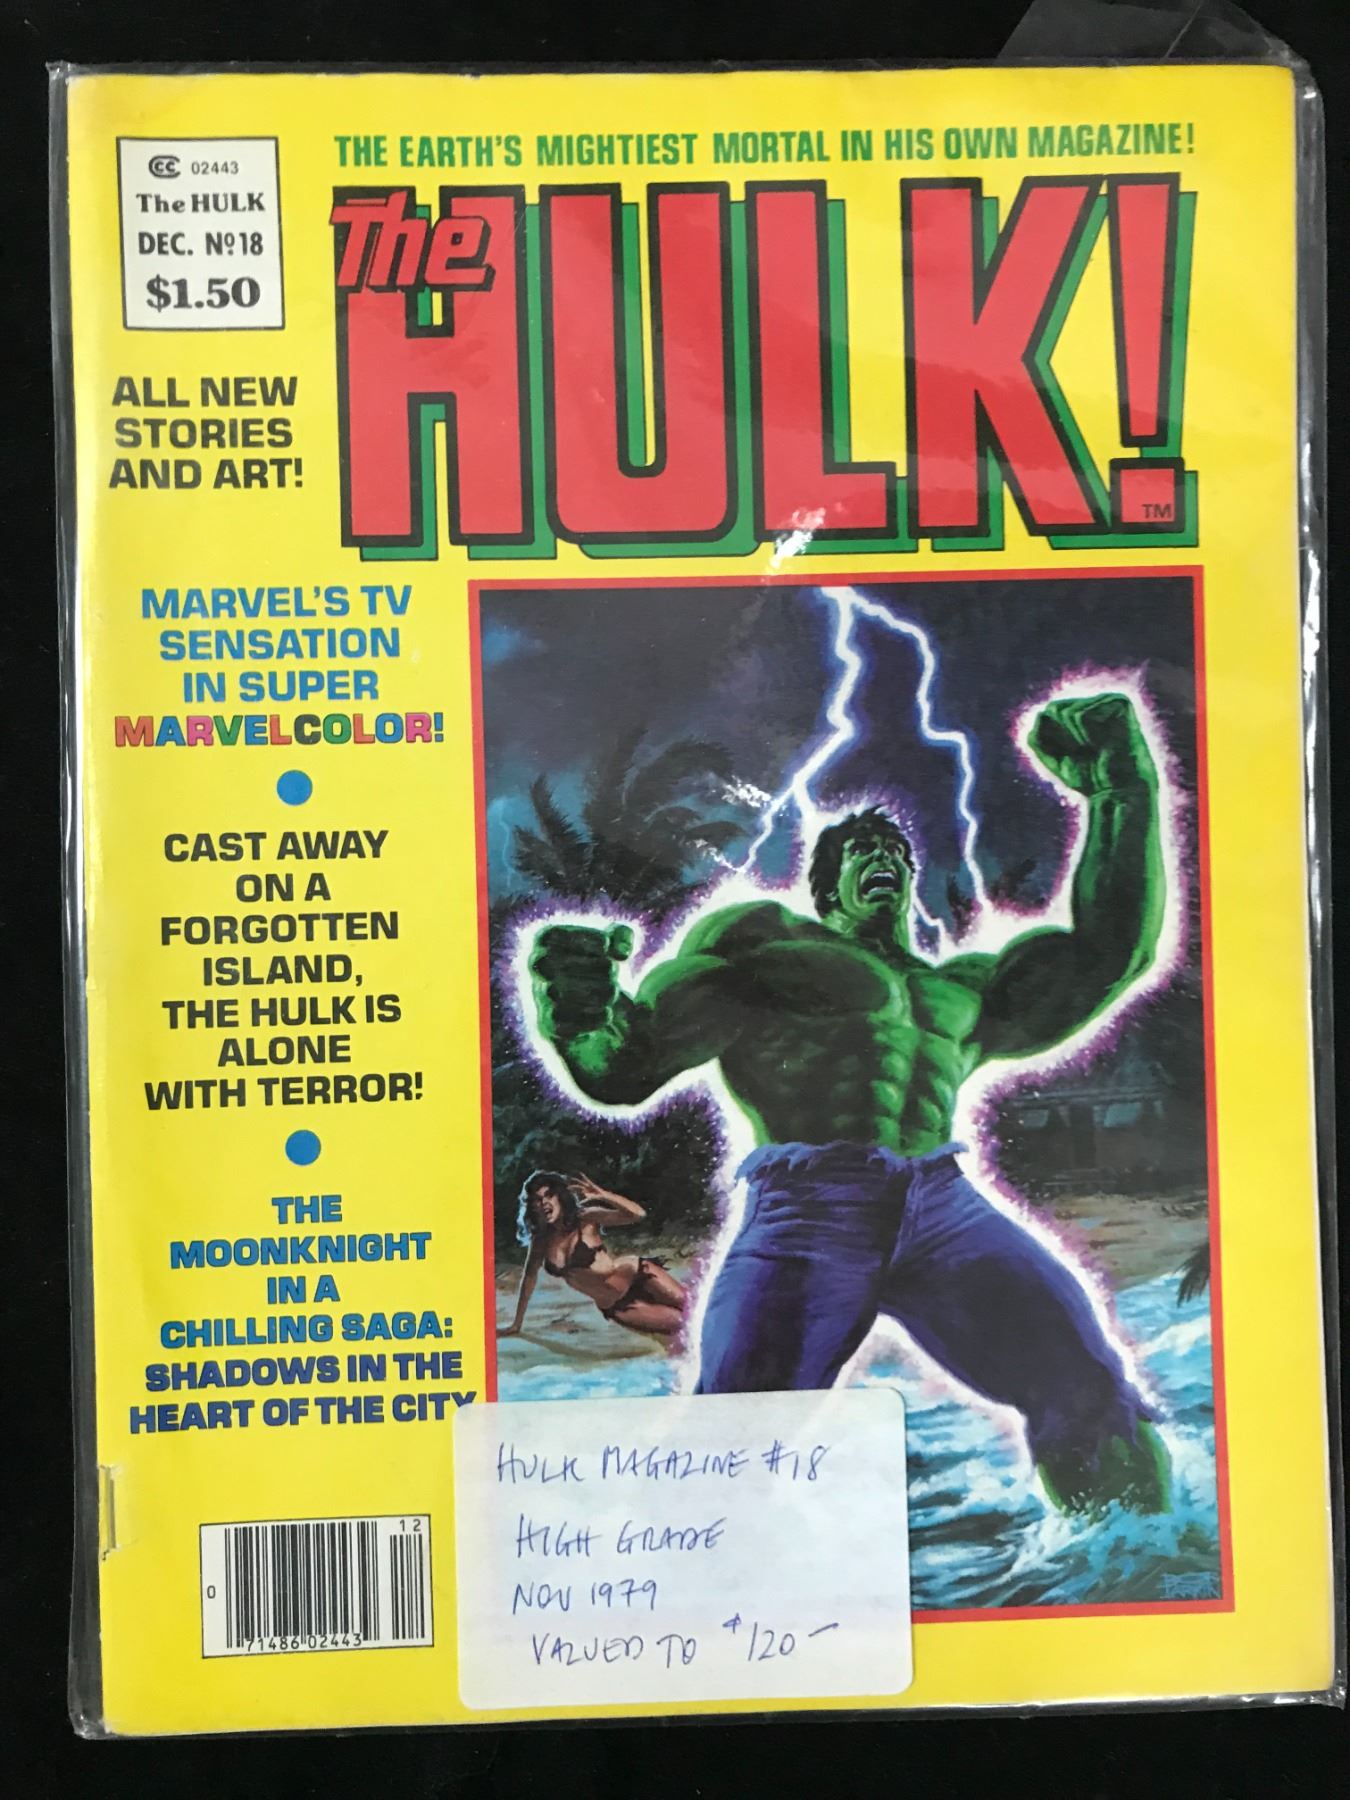 THE EARTH'S MIGHTIEST MORTAL IN HIS OWN MAGAZINE!
CC 02443
The HULK
DEC. Nº18
$1.50
The
HULK!
TM
ALL NEW
STORIES
AND ART!
MARVEL'S TV
SENSATION
IN SUPER
MARVELCOLOR!
CAST AWAY
ON A
FORGOTTEN
ISLAND,
THE HULK IS
ALONE
WITH TERROR!
THE
MOONKNIGHT
IN A
CHILLING SAGA:
SHADOWS IN THE
HEART OF THE CITY
HULK MAGAZINE #18
HIGH GRADE
NOV 1979
VALUED TO $120-
12
0
71486 02443